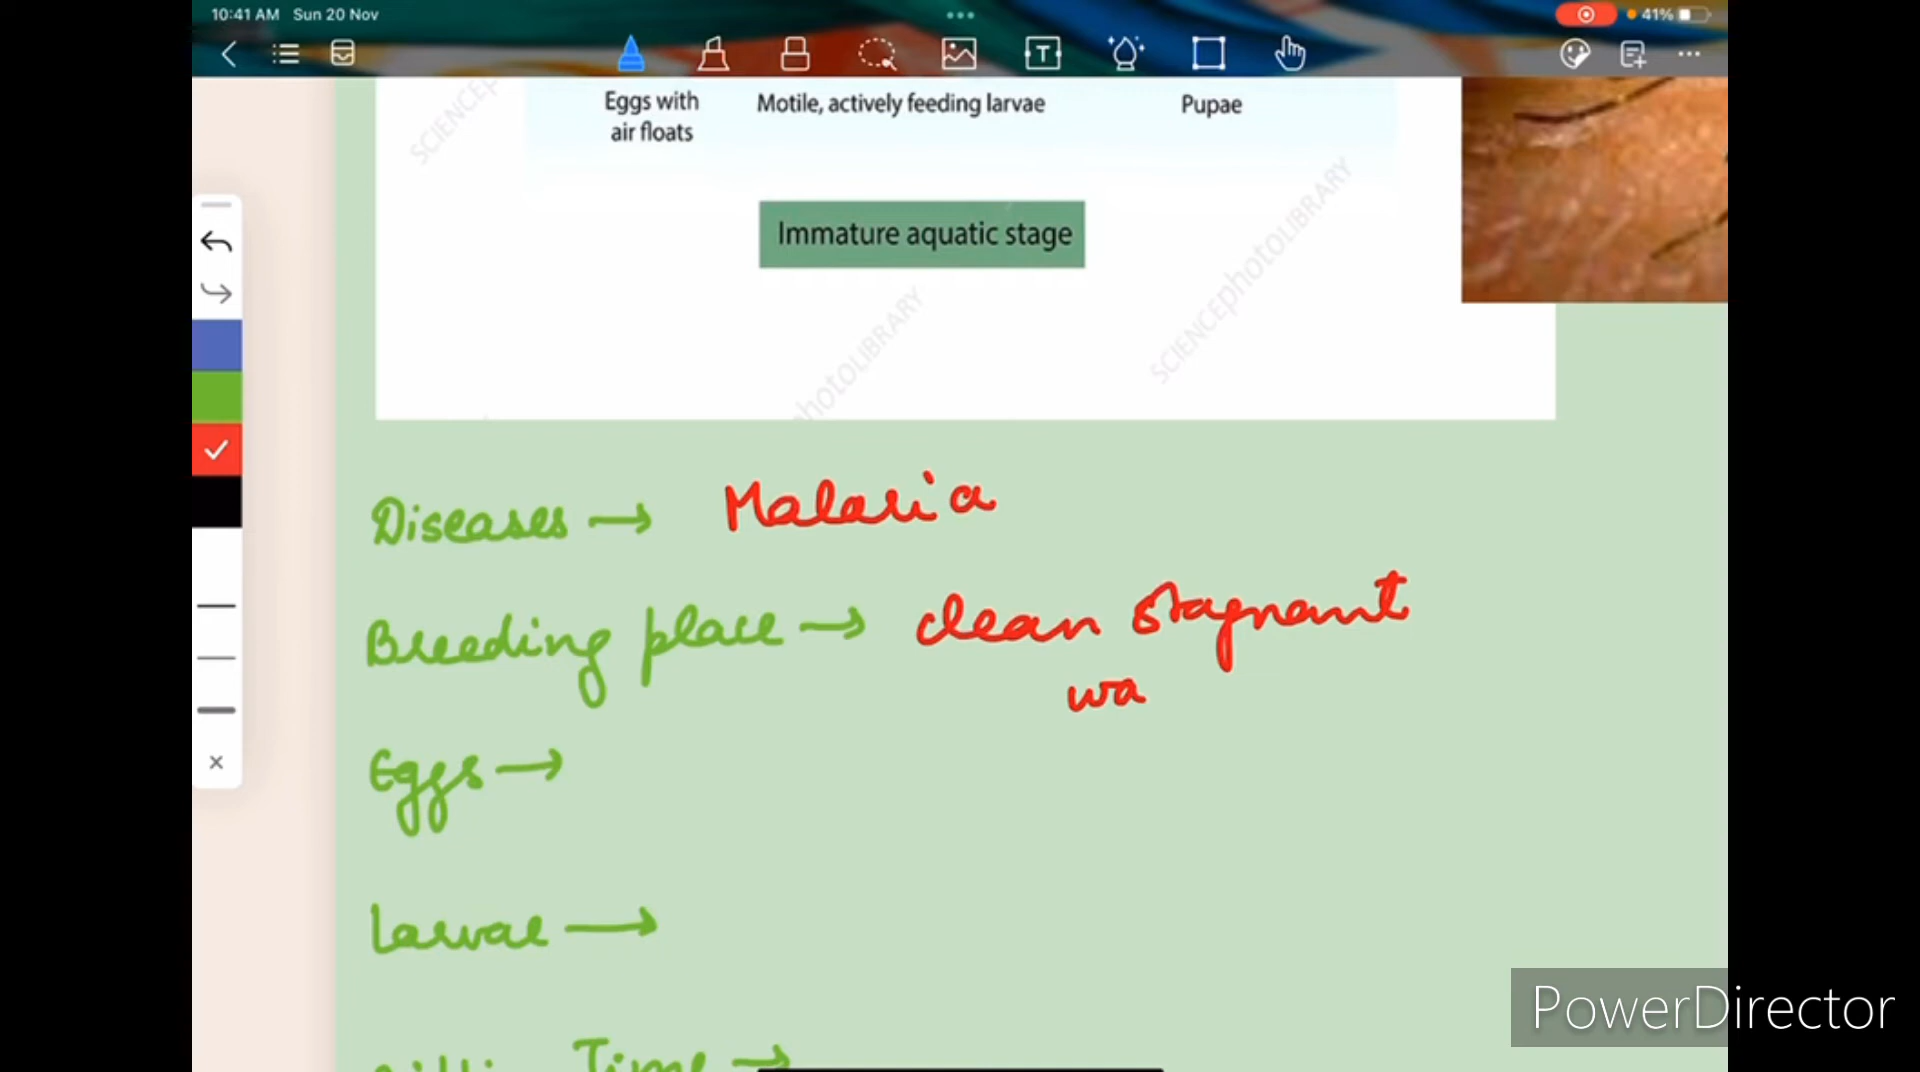 10:41 AM Sun 20 Nov
41%
Eggs with
air floats
Motile, actively feeding larvae
Pupae
Immature aquatic stage
SCIENCEphotoLIBRARY
Diseases → Malaria
Breeding place → clean stagnant
wa
Eggs →
Larvae →
Time →
PowerDirector